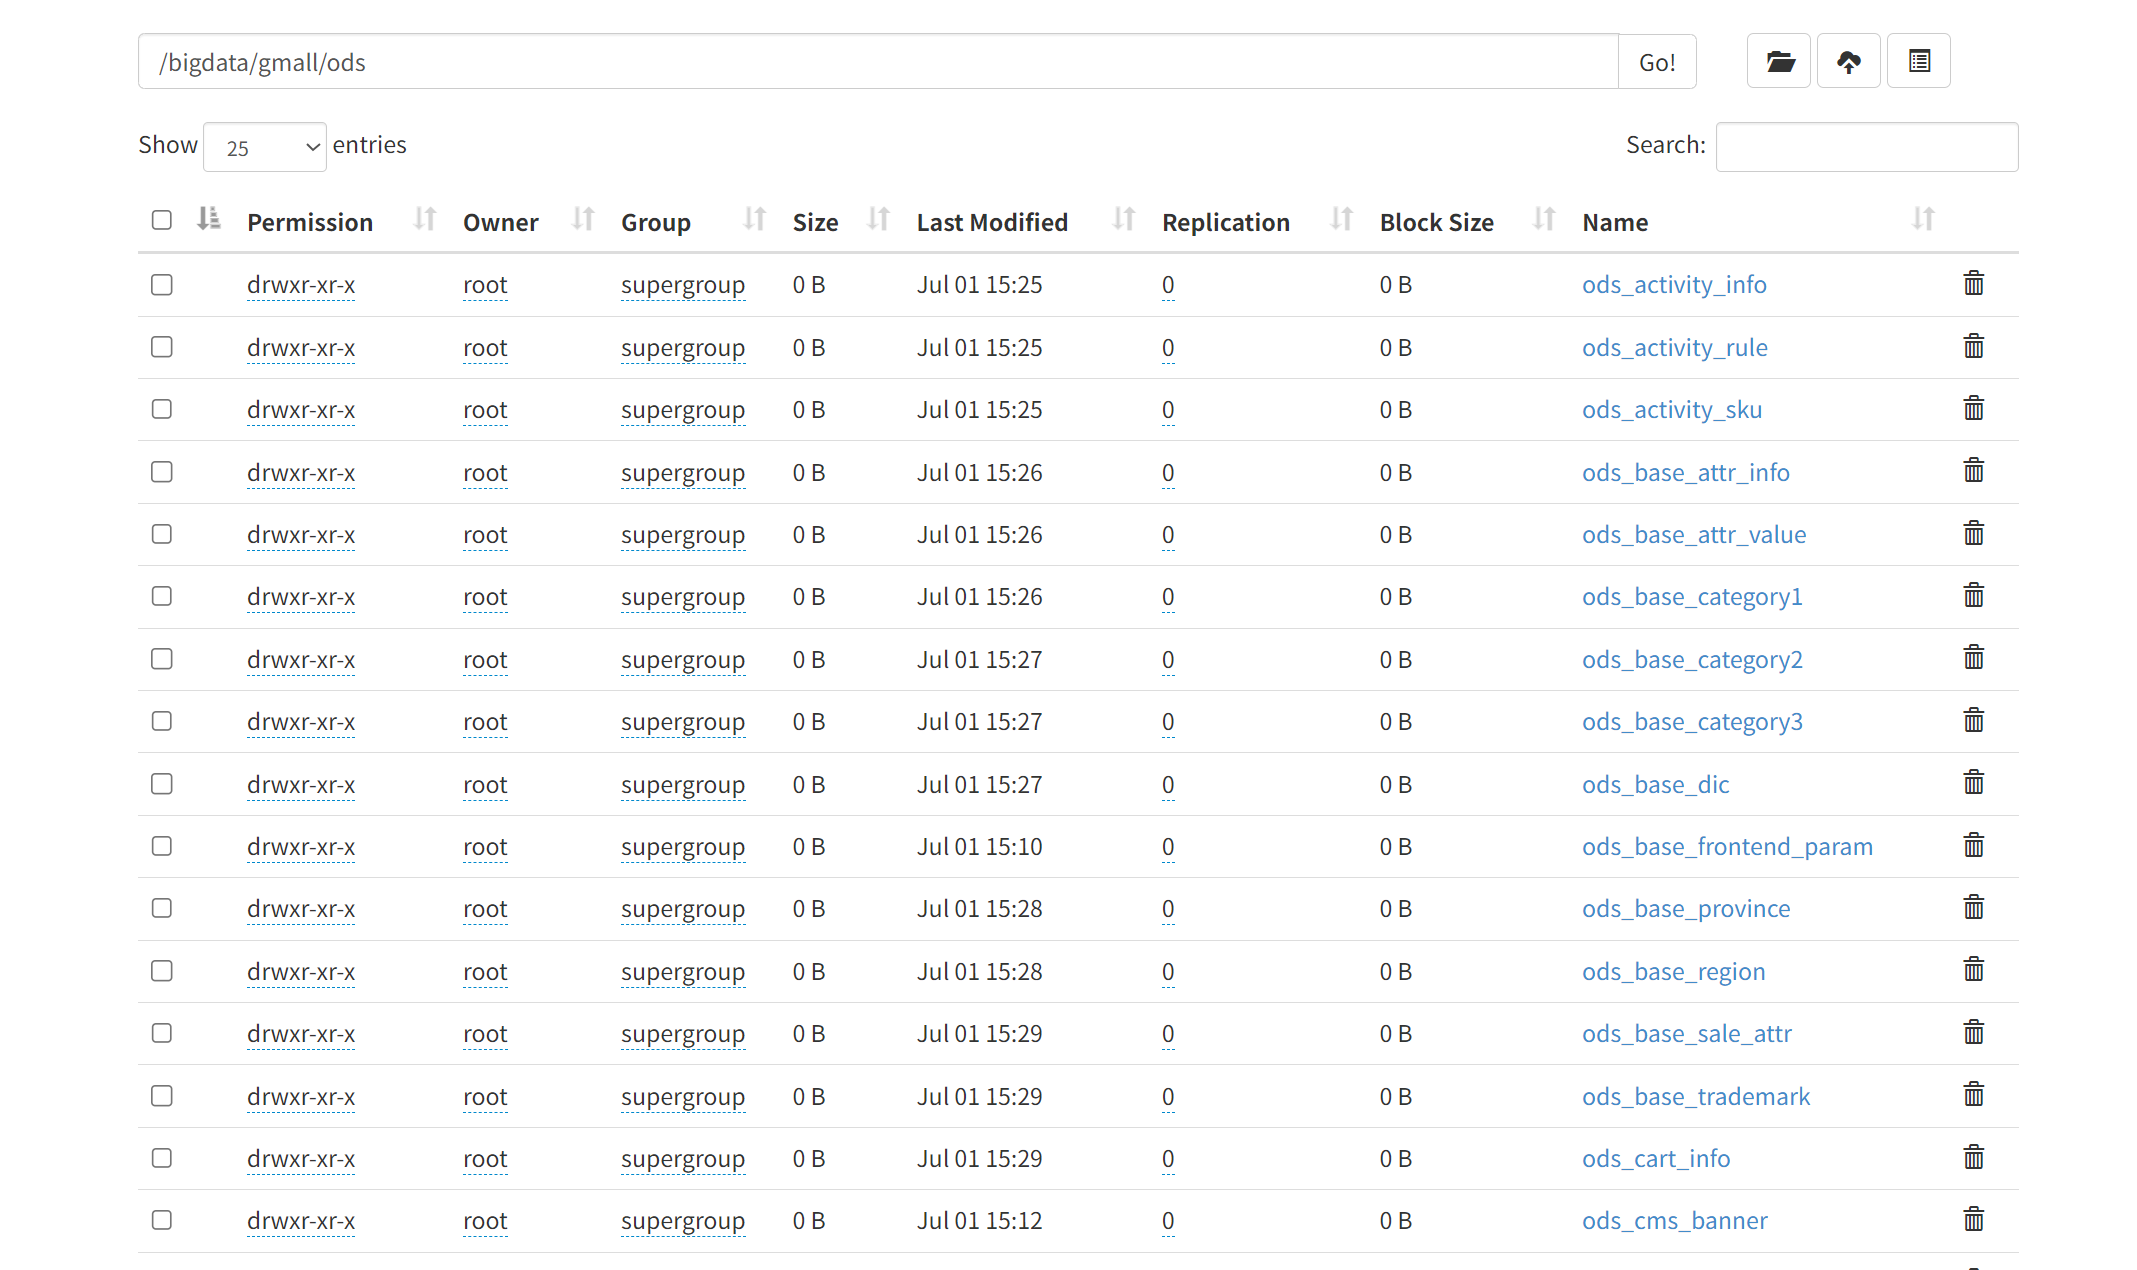 /bigdata/gmall/ods Go!
Show 25 entries Search:
Permission Owner Group Size Last Modified Replication Block Size Name
drwxr-xr-x root supergroup 0 B Jul 01 15:25 0 0 B ods_activity_info
drwxr-xr-x root supergroup 0 B Jul 01 15:25 0 0 B ods_activity_rule
drwxr-xr-x root supergroup 0 B Jul 01 15:25 0 0 B ods_activity_sku
drwxr-xr-x root supergroup 0 B Jul 01 15:26 0 0 B ods_base_attr_info
drwxr-xr-x root supergroup 0 B Jul 01 15:26 0 0 B ods_base_attr_value
drwxr-xr-x root supergroup 0 B Jul 01 15:26 0 0 B ods_base_category1
drwxr-xr-x root supergroup 0 B Jul 01 15:27 0 0 B ods_base_category2
drwxr-xr-x root supergroup 0 B Jul 01 15:27 0 0 B ods_base_category3
drwxr-xr-x root supergroup 0 B Jul 01 15:27 0 0 B ods_base_dic
drwxr-xr-x root supergroup 0 B Jul 01 15:10 0 0 B ods_base_frontend_param
drwxr-xr-x root supergroup 0 B Jul 01 15:28 0 0 B ods_base_province
drwxr-xr-x root supergroup 0 B Jul 01 15:28 0 0 B ods_base_region
drwxr-xr-x root supergroup 0 B Jul 01 15:29 0 0 B ods_base_sale_attr
drwxr-xr-x root supergroup 0 B Jul 01 15:29 0 0 B ods_base_trademark
drwxr-xr-x root supergroup 0 B Jul 01 15:29 0 0 B ods_cart_info
drwxr-xr-x root supergroup 0 B Jul 01 15:12 0 0 B ods_cms_banner